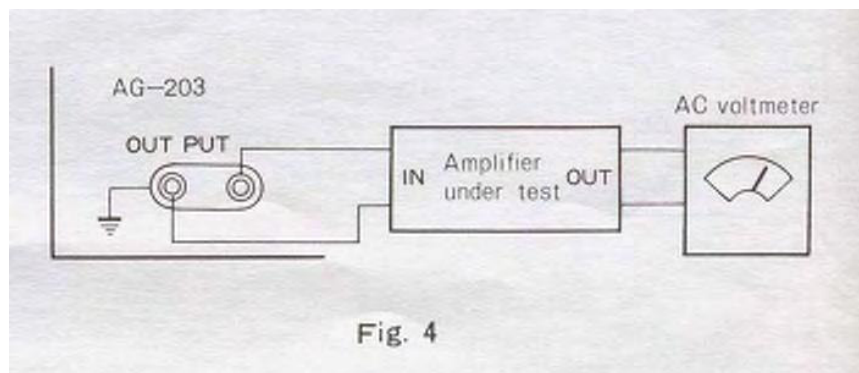 AG—203
AC voltmeter
OUT PUT
IN
Amplifier
under test
OUT
Fig. 4